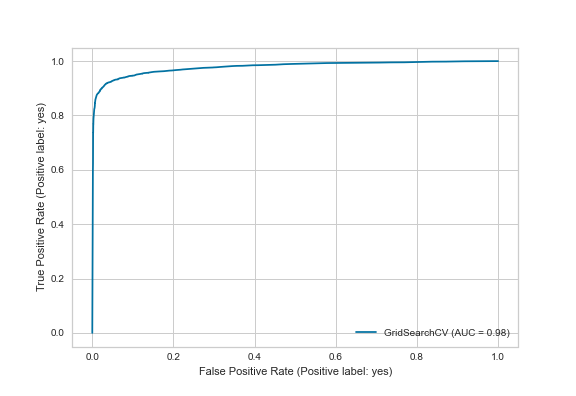 1.0
0.8
0.6
0.4
0.2
0.0
True Positive Rate (Positive label: yes)
GridSearchCV (AUC = 0.98)
0.0 0.2 0.4 0.6 0.8 1.0
False Positive Rate (Positive label: yes)